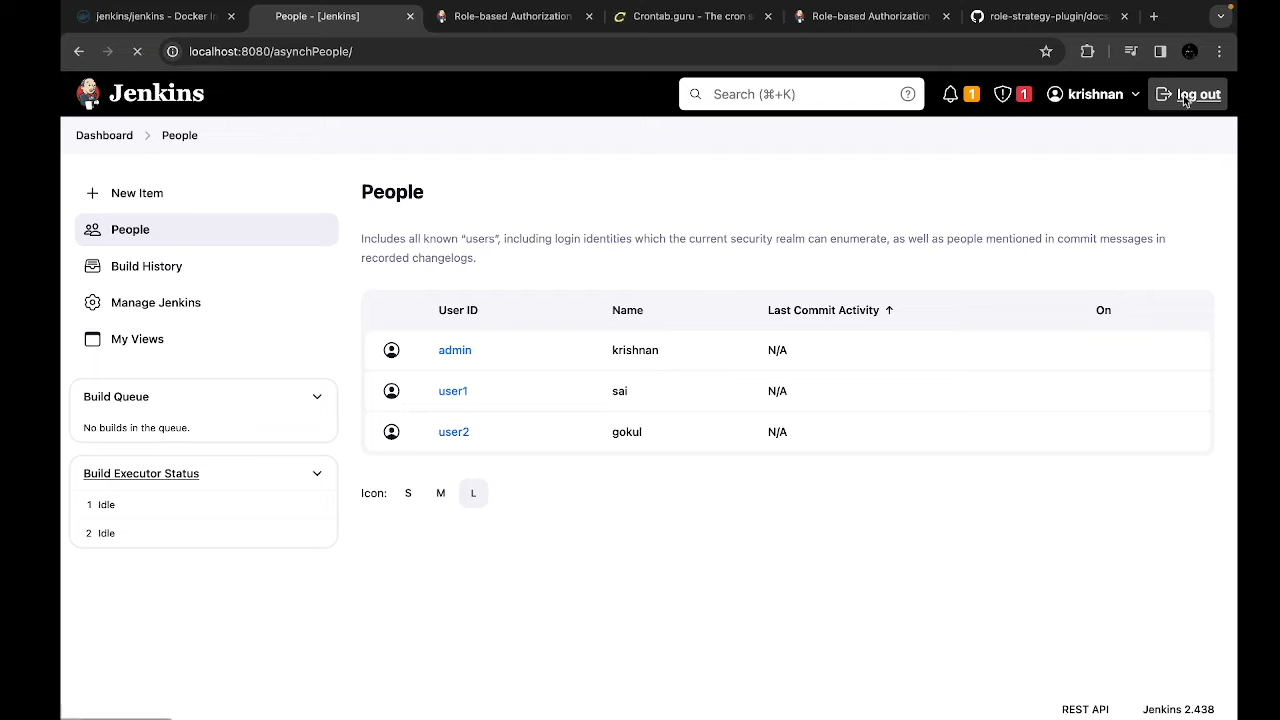 jenkins/jenkins - Docker I
People - [Jenkins]
Role-based Authorization
Crontab.guru - The cron s
Role-based Authorization
role-strategy-plugin/docs
localhost:8080/asynchPeople/
Jenkins
Search (⌘+K)
1
1
krishnan
log out
Dashboard
People
New Item
People
Build History
Manage Jenkins
My Views
Build Queue
No builds in the queue.
Build Executor Status
1 Idle
2 Idle
People
Includes all known “users”, including login identities which the current security realm can enumerate, as well as people mentioned in commit messages in
recorded changelogs.
User ID Name Last Commit Activity ↑ On
admin krishnan N/A
user1 sai N/A
user2 gokul N/A
Icon: S M L
REST API Jenkins 2.438